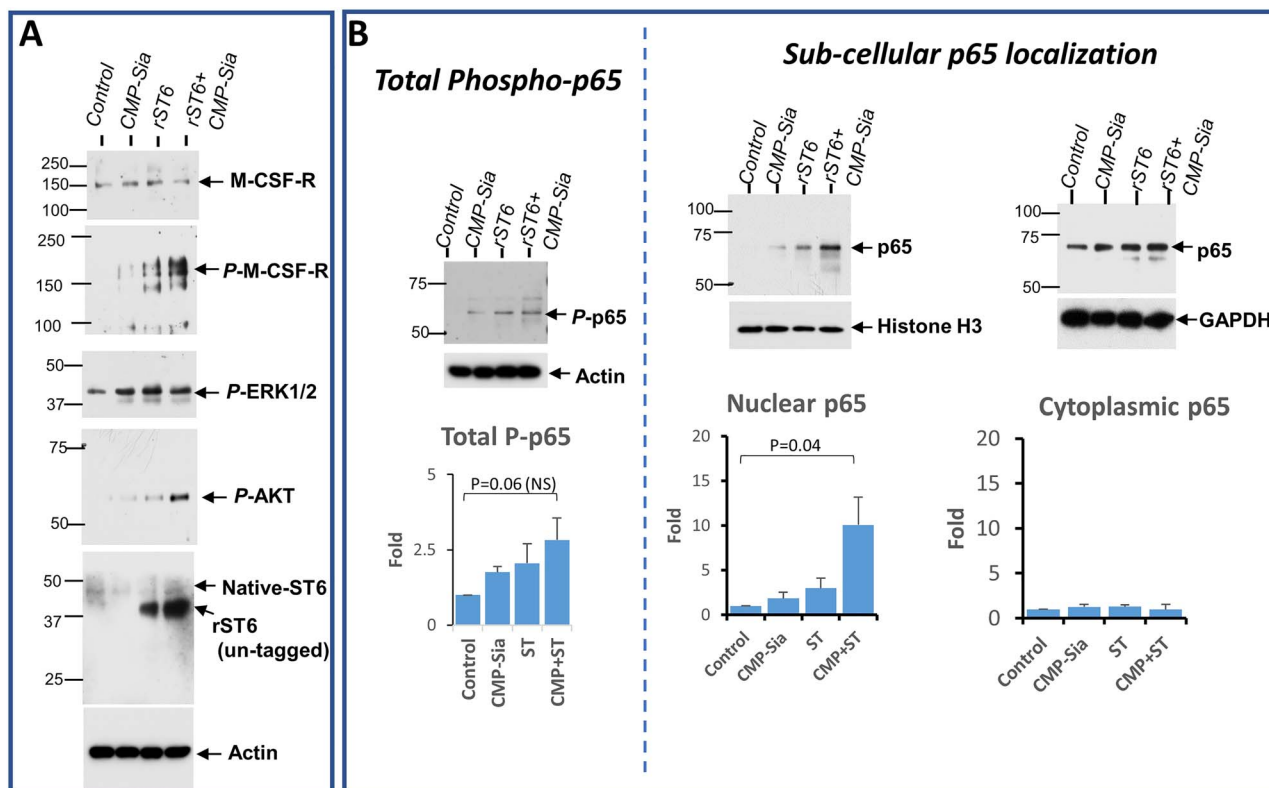 A
Control
CMP-Sia
rST6
rST6+
CMP-Sia
250
150
100
M-CSF-R
250
150
100
P-M-CSF-R
50
37
P-ERK1/2
75
50
P-AKT
50
37
25
Native-ST6
rST6
(un-tagged)
Actin
B
Total Phospho-p65
Control
CMP-Sia
rST6
rST6+
CMP-Sia
75
50
P-p65
Actin
Total P-p65
Fold
5
2.5
0
P=0.06 (NS)
Control
CMP-Sia
ST
CMP+ST
Sub-cellular p65 localization
Control
CMP-Sia
rST6
rST6+
CMP-Sia
100
75
50
p65
Histone H3
Nuclear p65
Fold
20
15
10
5
0
P=0.04
Control
CMP-Sia
ST
CMP+ST
Control
CMP-Sia
rST6
rST6+
CMP-Sia
100
75
50
p65
GAPDH
Cytoplasmic p65
Fold
20
15
10
5
0
Control
CMP-Sia
ST
CMP+ST